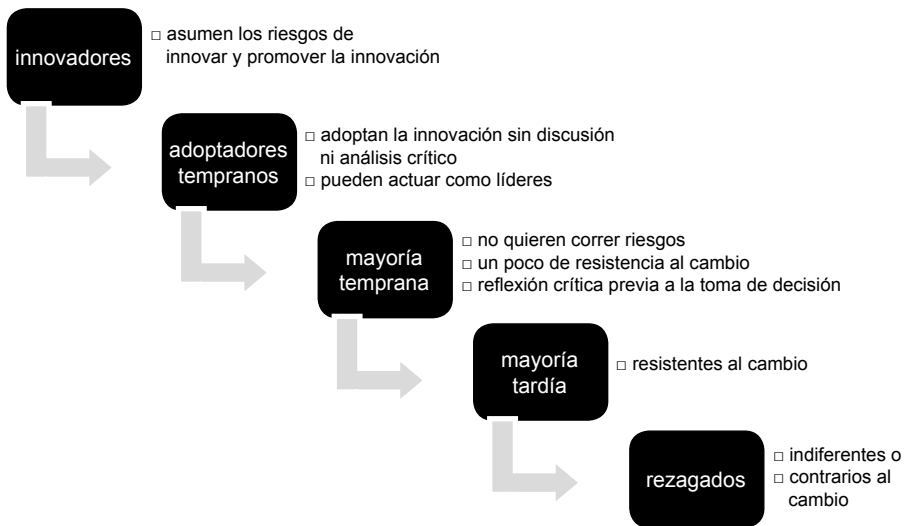 innovadores
□ asumen los riesgos de
innovar y promover la innovación
adoptadores
tempranos
□ adoptan la innovación sin discusión
ni análisis crítico
□ pueden actuar como líderes
mayoría
temprana
□ no quieren correr riesgos
□ un poco de resistencia al cambio
□ reflexión crítica previa a la toma de decisión
mayoría
tardía
□ resistentes al cambio
rezagados
□ indiferentes o
□ contrarios al
cambio